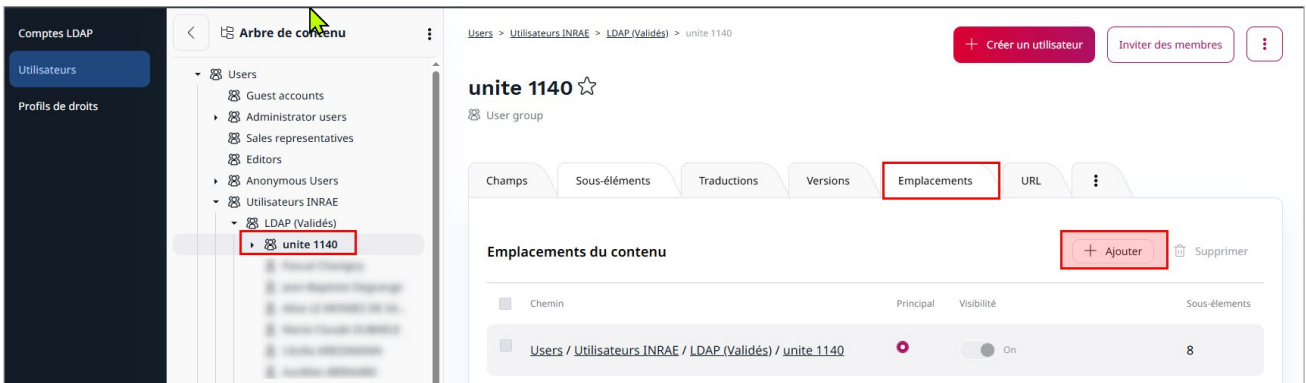 Comptes LDAP
Utilisateurs
Profils de droits
Arbre de contenu
Users
Guest accounts
Administrator users
Sales representatives
Editors
Anonymous Users
Utilisateurs INRAE
LDAP (Validés)
unite 1140
Users > Utilisateurs INRAE > LDAP (Validés) > unite 1140
+ Créer un utilisateur
Inviter des membres
unite 1140
User group
Champs
Sous-éléments
Traductions
Versions
Emplacements
URL
Emplacements du contenu
+ Ajouter
Supprimer
Chemin
Principal
Visibilité
Sous-élements
Users / Utilisateurs INRAE / LDAP (Validés) / unite 1140
On
8